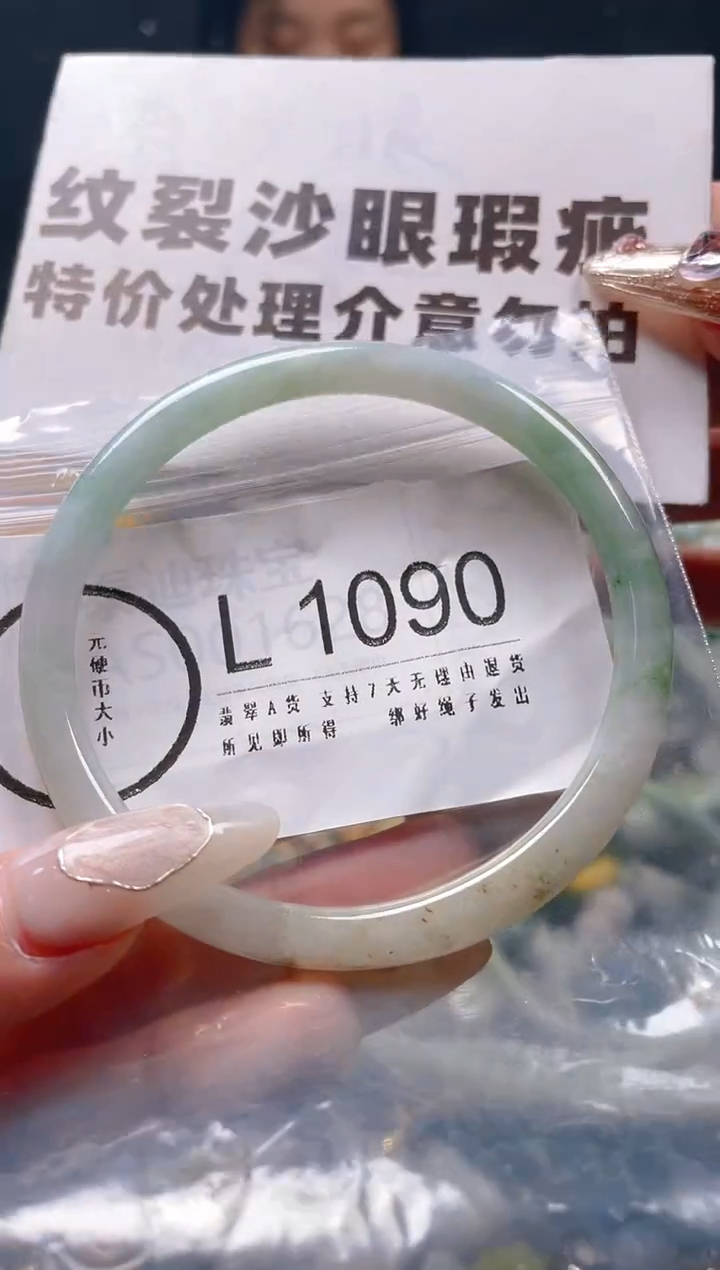 纹裂沙眼瑕疵
特价处理介意勿拍
L 1090
元硬币大小
翡翠A货 支持7天无理由退货
所见即所得 绑好绳子发出